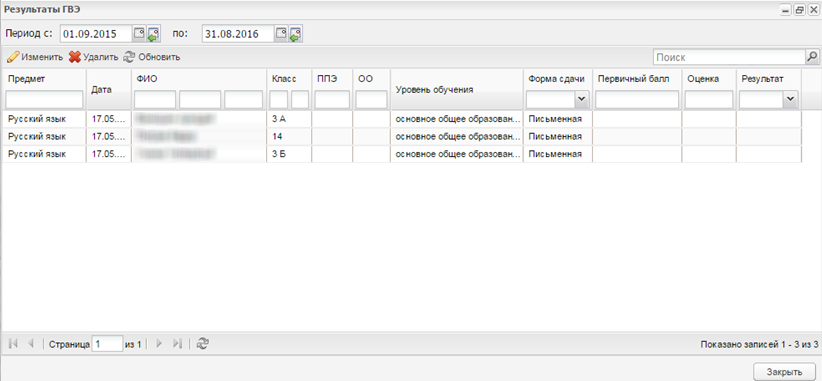 Результаты ГВЭ
Период с: 01.09.2015 по: 31.08.2016
Изменить Удалить Обновить Поиск
Предмет Дата ФИО Класс ППЭ ОО Уровень обучения Форма сдачи Первичный балл Оценка Результат
Русский язык 17.05.... 3 А основное общее образован... Письменная
Русский язык 17.05.... 14 основное общее образован... Письменная
Русский язык 17.05.... 3 Б основное общее образован... Письменная
Страница 1 из 1 Показано записей 1 - 3 из 3
Закрыть